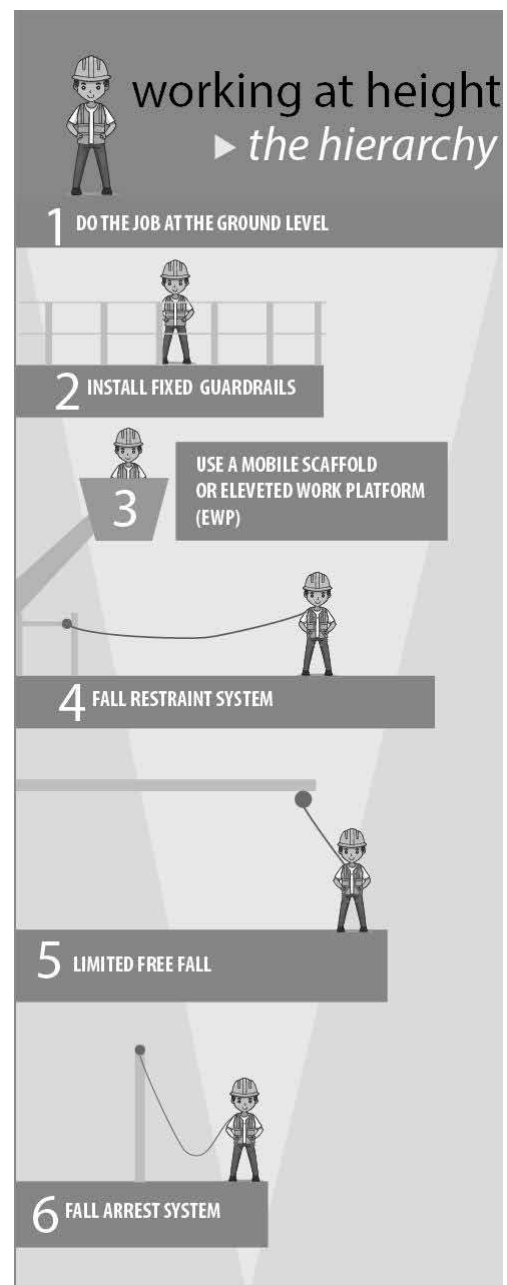 working at height
▶ the hierarchy
1 DO THE JOB AT THE GROUND LEVEL
2 INSTALL FIXED GUARDRAILS
3
USE A MOBILE SCAFFOLD
OR ELEVETED WORK PLATFORM
(EWP)
4 FALL RESTRAINT SYSTEM
5 LIMITED FREE FALL
6 FALL ARREST SYSTEM